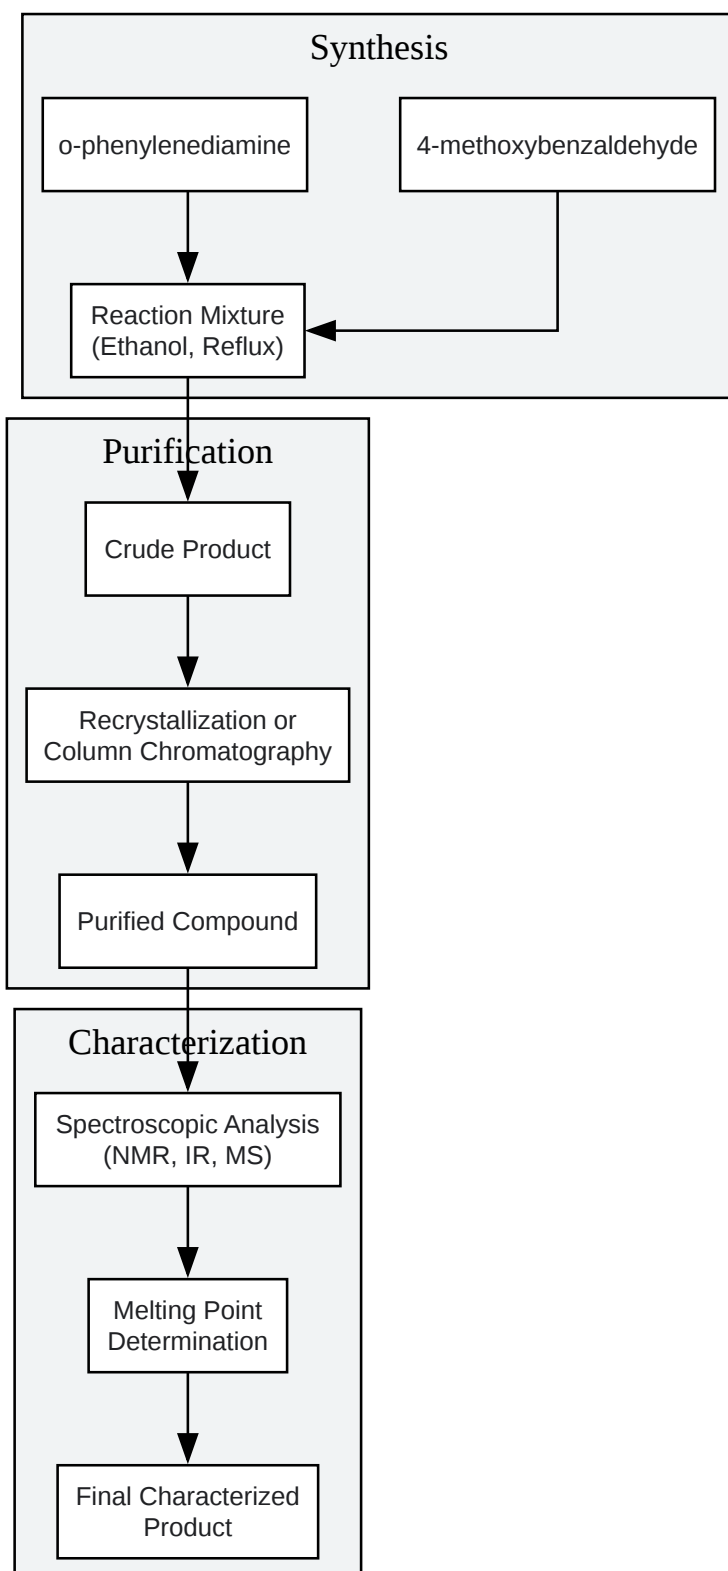 Synthesis
o-phenylenediamine
4-methoxybenzaldehyde
Reaction Mixture
(Ethanol, Reflux)
Purification
Crude Product
Recrystallization or
Column Chromatography
Purified Compound
Characterization
Spectroscopic Analysis
(NMR, IR, MS)
Melting Point
Determination
Final Characterized
Product